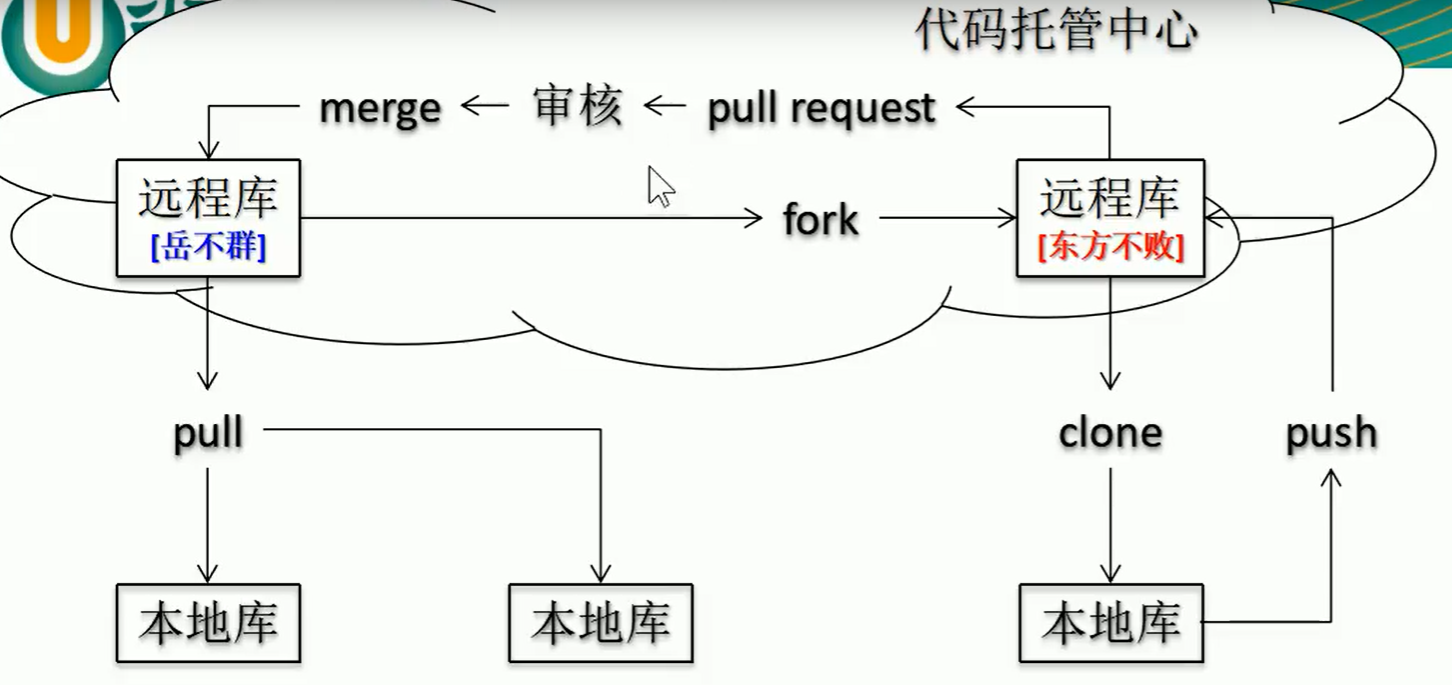 代码托管中心
merge
审核
pull request
远程库
[岳不群]
fork
远程库
[东方不败]
pull
clone
push
本地库
本地库
本地库